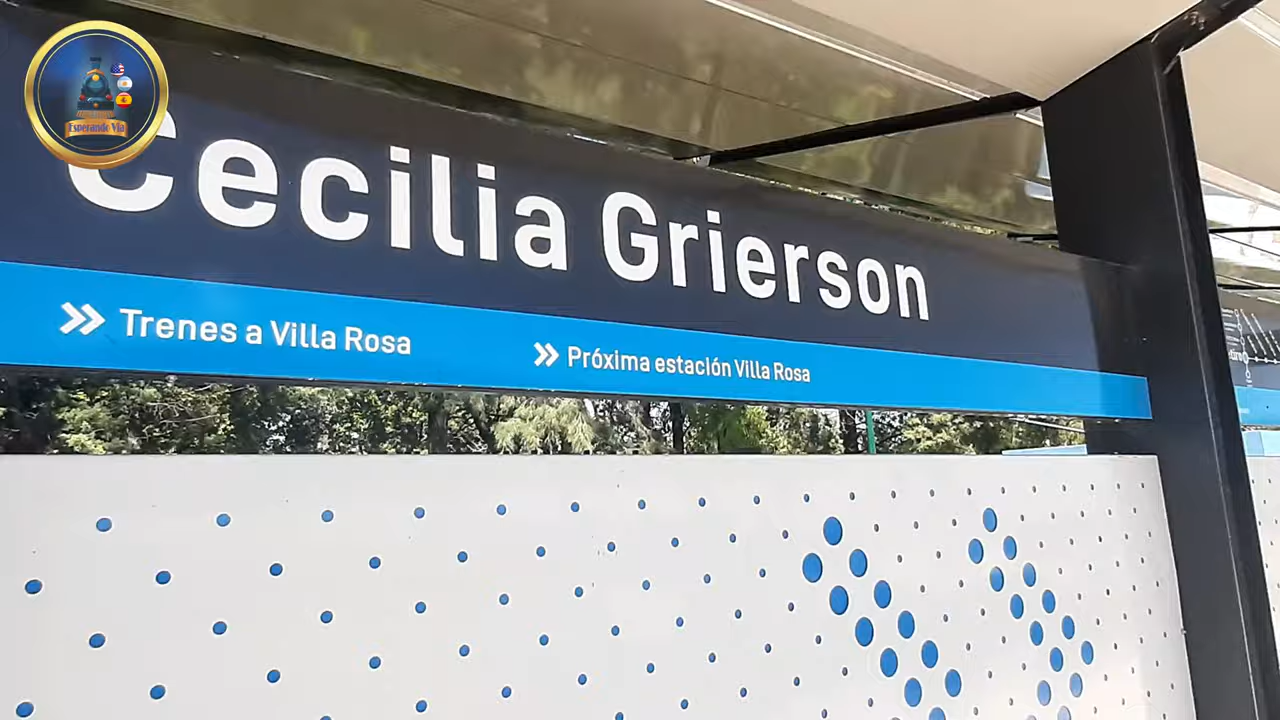 Esperando Vía
Cecilia Grierson
Trenes a Villa Rosa
Próxima estación Villa Rosa